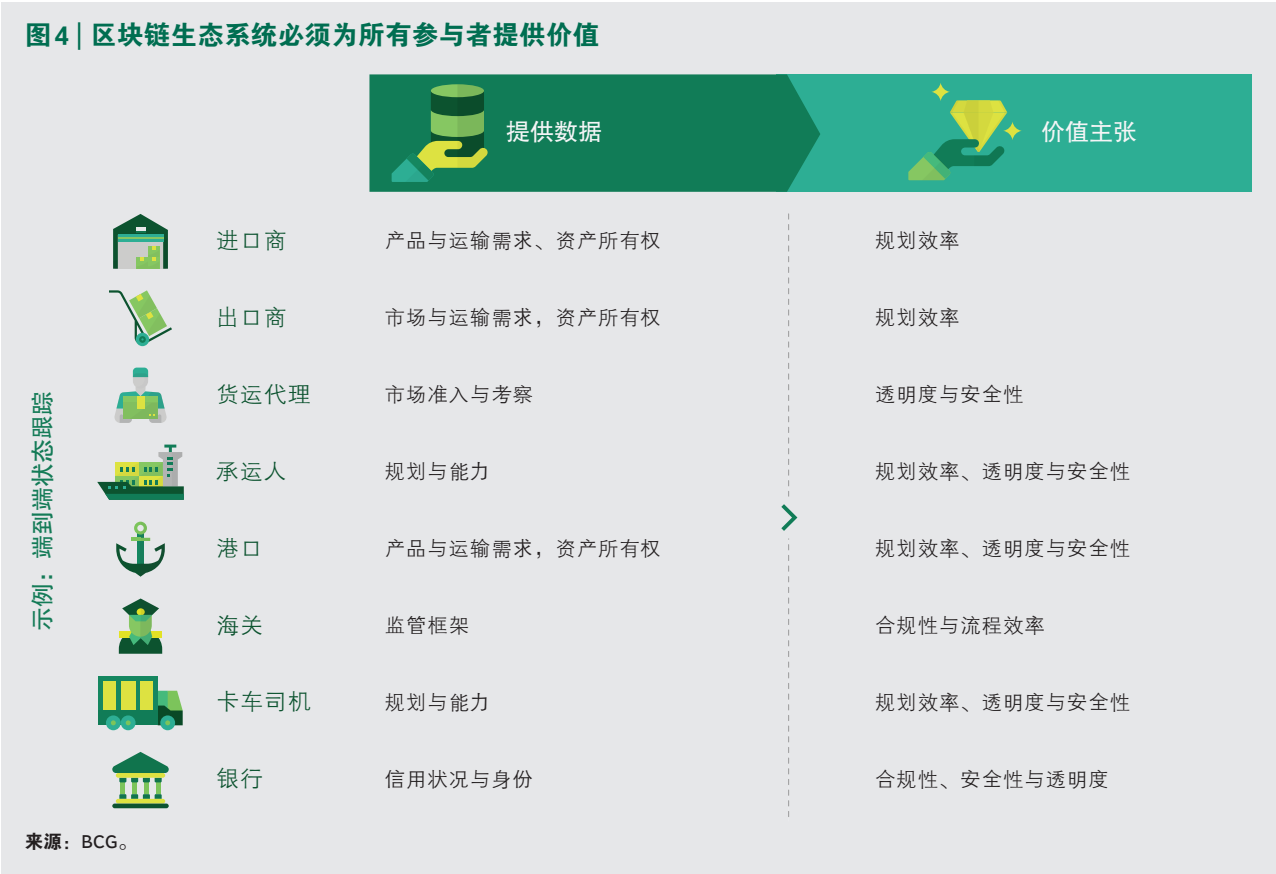 图4 | 区块链生态系统必须为所有参与者提供价值
提供数据
价值主张
示例：端到端状态跟踪
进口商 产品与运输需求、资产所有权 规划效率
出口商 市场与运输需求，资产所有权 规划效率
货运代理 市场准入与考察 透明度与安全性
承运人 规划与能力 规划效率、透明度与安全性
港口 产品与运输需求，资产所有权 规划效率、透明度与安全性
海关 监管框架 合规性与流程效率
卡车司机 规划与能力 规划效率、透明度与安全性
银行 信用状况与身份 合规性、安全性与透明度
来源：BCG。